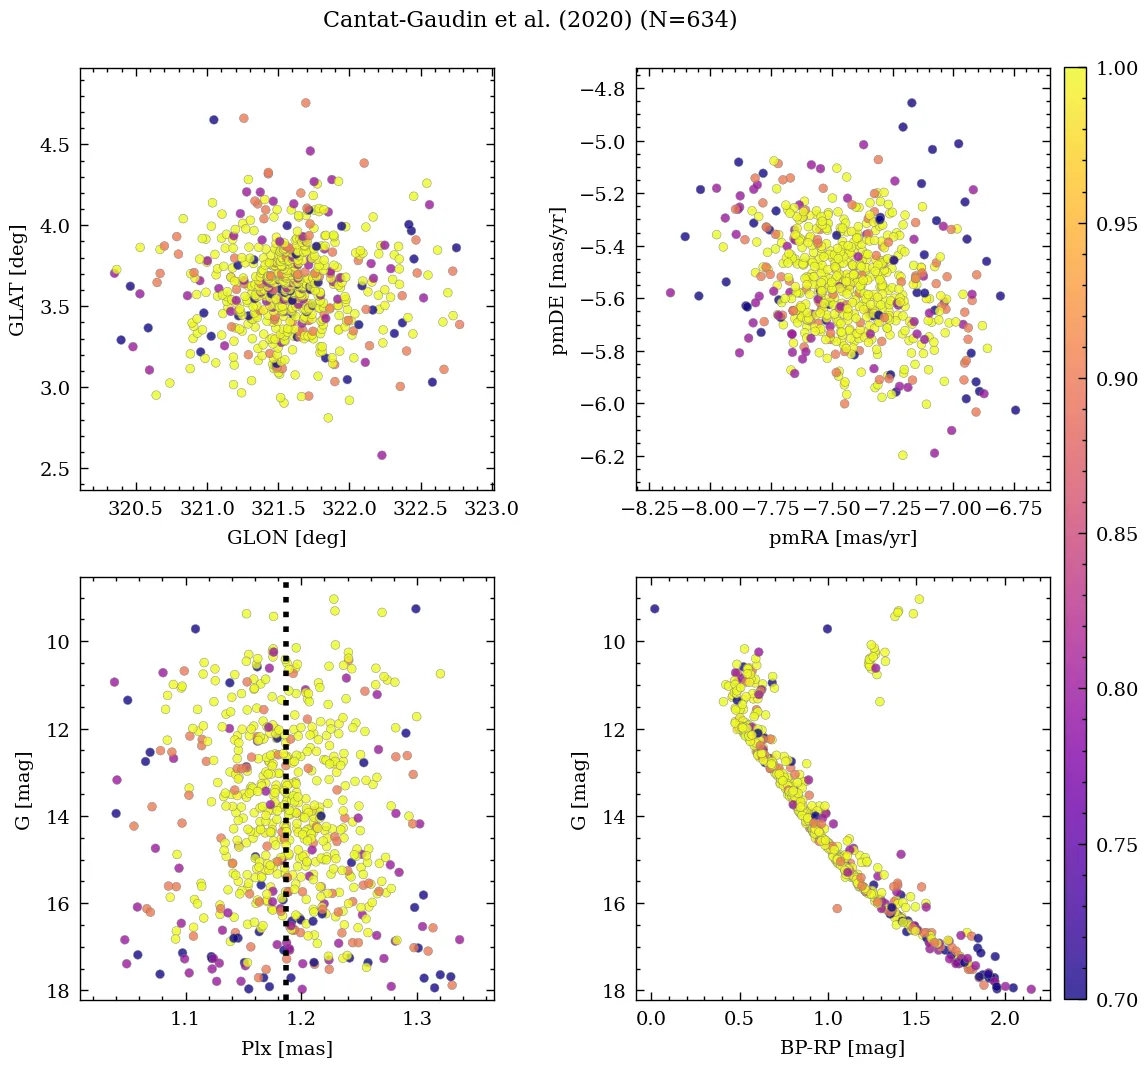 Cantat-Gaudin et al. (2020) (N=634)
4.5
4.0
3.5
3.0
2.5
GLAT [deg]
320.5 321.0 321.5 322.0 322.5 323.0
GLON [deg]
−4.8
−5.0
−5.2
−5.4
−5.6
−5.8
−6.0
−6.2
pmDE [mas/yr]
−8.25 −8.00 −7.75 −7.50 −7.25 −7.00 −6.75
pmRA [mas/yr]
10
12
14
16
18
G [mag]
1.1 1.2 1.3
Plx [mas]
10
12
14
16
18
G [mag]
0.0 0.5 1.0 1.5 2.0
BP-RP [mag]
1.00
0.95
0.90
0.85
0.80
0.75
0.70